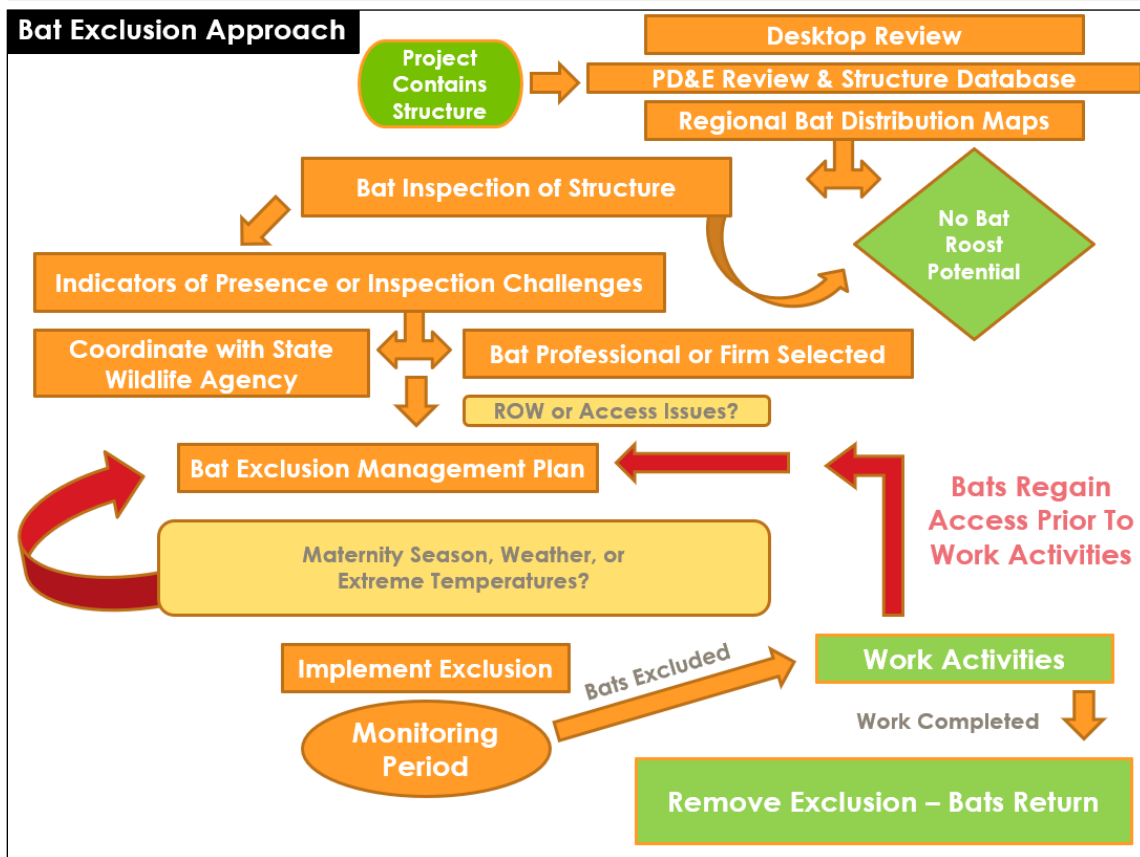 Bat Exclusion Approach
Project
Contains
Structure
Desktop Review
PD&E Review & Structure Database
Regional Bat Distribution Maps
Bat Inspection of Structure
No Bat
Roost
Potential
Indicators of Presence or Inspection Challenges
Coordinate with State
Wildlife Agency
Bat Professional or Firm Selected
ROW or Access Issues?
Bat Exclusion Management Plan
Bats Regain
Access Prior To
Work Activities
Maternity Season, Weather, or
Extreme Temperatures?
Implement Exclusion
Monitoring
Period
Bats Excluded
Work Activities
Work Completed
Remove Exclusion – Bats Return